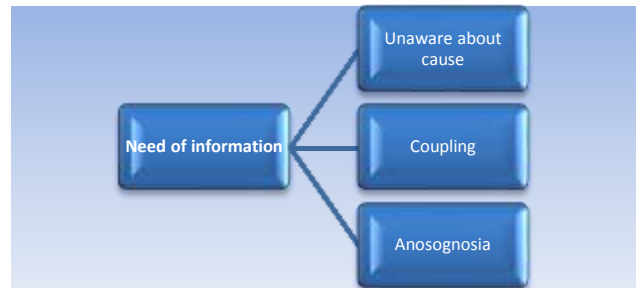 Unaware about
cause
Need of information
Coupling
Anosognosia